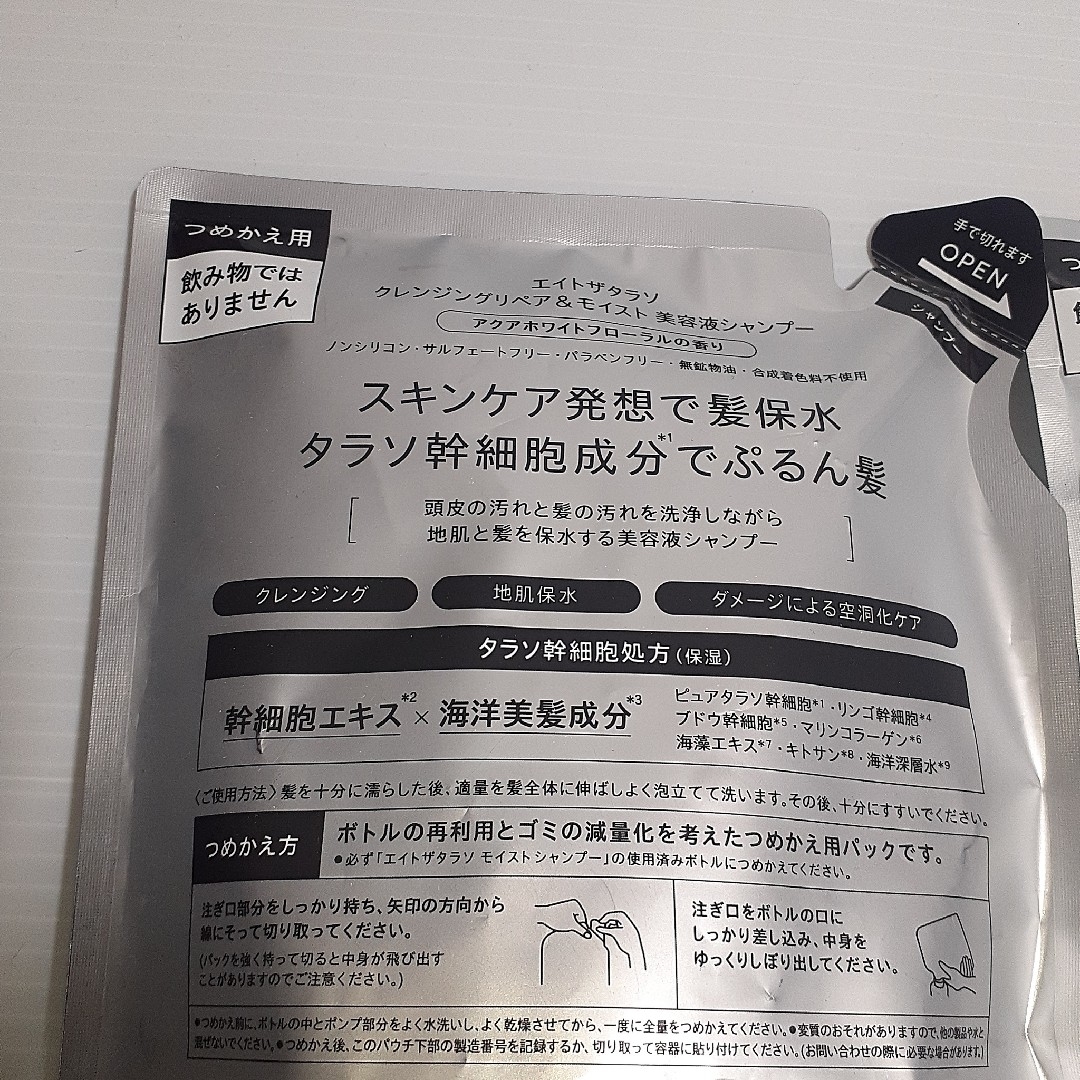 つめかえ用
飲み物では
ありません
手で切れます
OPEN
シャンプー
エイトザタラソ
クレンジングリペア&モイスト 美容液シャンプー
アクアホワイトフローラルの香り
ノンシリコン・サルフェートフリー・パラベンフリー・無鉱物油・合成着色料不使用
スキンケア発想で髪保水
タラソ幹細胞成分*1でぷるん髪
頭皮の汚れと髪の汚れを洗浄しながら
地肌と髪を保水する美容液シャンプー
クレンジング 地肌保水 ダメージによる空洞化ケア
タラソ幹細胞処方(保湿)
幹細胞エキス*2×海洋美髪成分*3
ピュアタラソ幹細胞*1・リンゴ幹細胞*4
ブドウ幹細胞*5・マリンコラーゲン*6
海藻エキス*7・キトサン*8・海洋深層水*9
〈ご使用方法〉髪を十分に濡らした後、適量を髪全体に伸ばしよく泡立てて洗います。その後、十分にすすいでください。
つめかえ方
ボトルの再利用とゴミの減量化を考えたつめかえ用パックです。
●必ず「エイトザタラソ モイストシャンプー」の使用済みボトルにつめかえてください。
注ぎ口部分をしっかり持ち、矢印の方向から
線にそって切り取ってください。
(パックを強く持って切ると中身が飛び出す
ことがありますのでご注意ください。)
注ぎ口をボトルの口に
しっかり差し込み、中身を
ゆっくりしぼり出してください。
●つめかえ前に、ボトルの中とポンプ部分をよく水洗いし、よく乾燥させてから、一度に全量をつめかえてください。●変質のおそれがありますので、他の製品や水と
混ぜないでください。●つめかえ後、このパウチ下部の製造番号を記録するか、切り取って容器に貼り付けてください。(お問い合わせの際に必要な場合があります。)